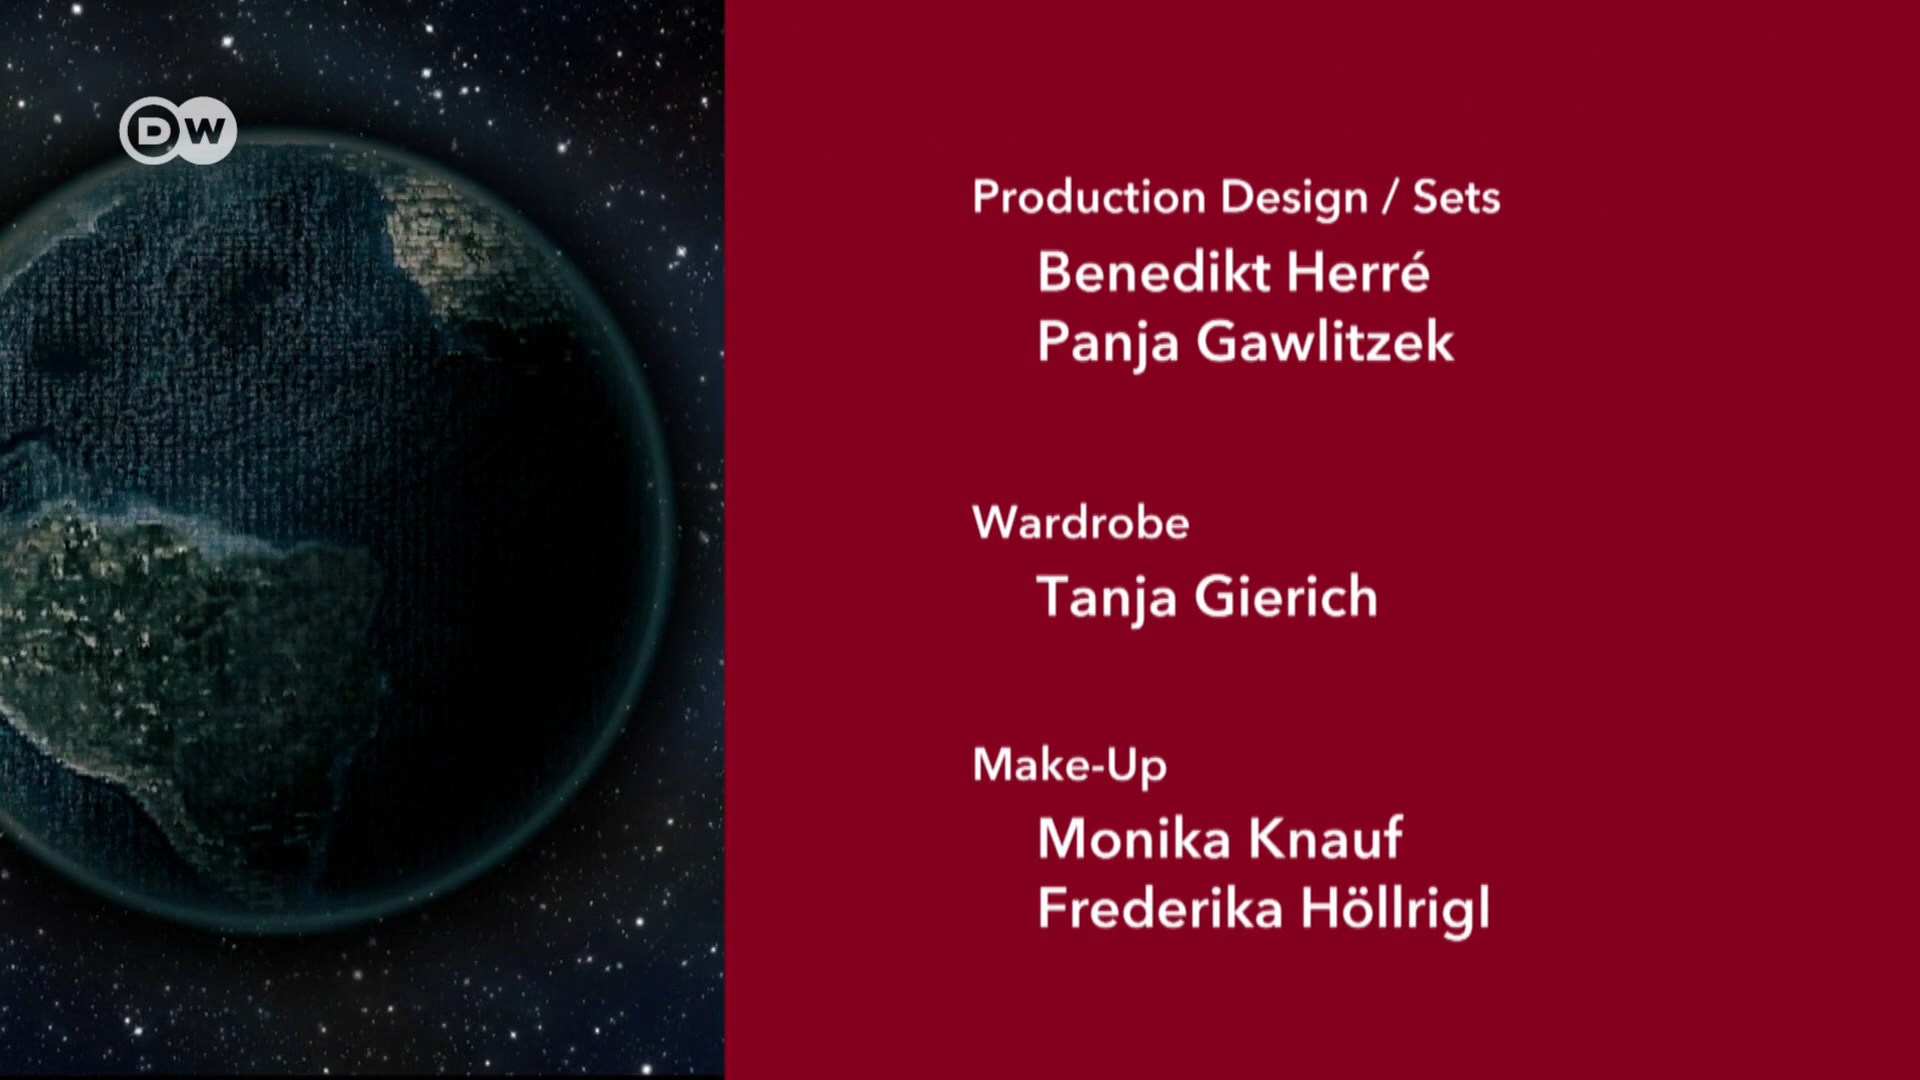 DW
Production Design / Sets
Benedikt Herré
Panja Gawlitzek
Wardrobe
Tanja Gierich
Make-Up
Monika Knauf
Frederika Höllrigl